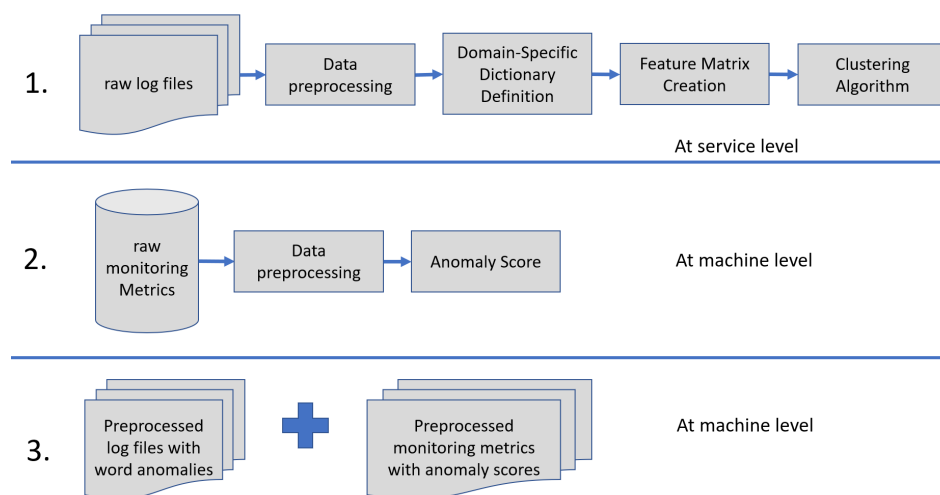 1.
raw log files
Data
preprocessing
Domain-Specific
Dictionary
Definition
Feature Matrix
Creation
Clustering
Algorithm
At service level
2.
raw
monitoring
Metrics
Data
preprocessing
Anomaly Score
At machine level
3.
Preprocessed
log files with
word anomalies
Preprocessed
monitoring metrics
with anomaly scores
At machine level